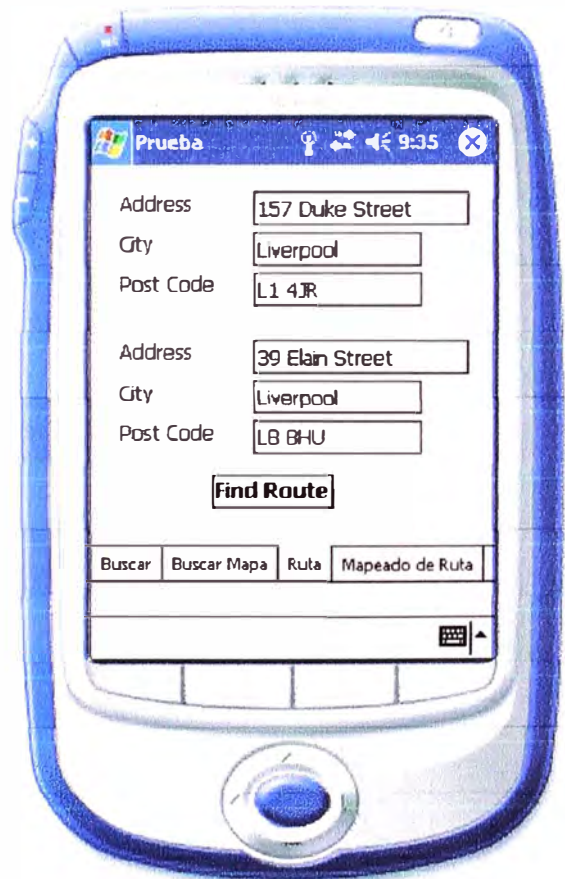 Prueba 9:35
Address 157 Duke Street
City Liverpool
Post Code L1 4JR
Address 39 Elain Street
City Liverpool
Post Code L8 8HU
Find Route
Buscar Buscar Mapa Ruta Mapeado de Ruta